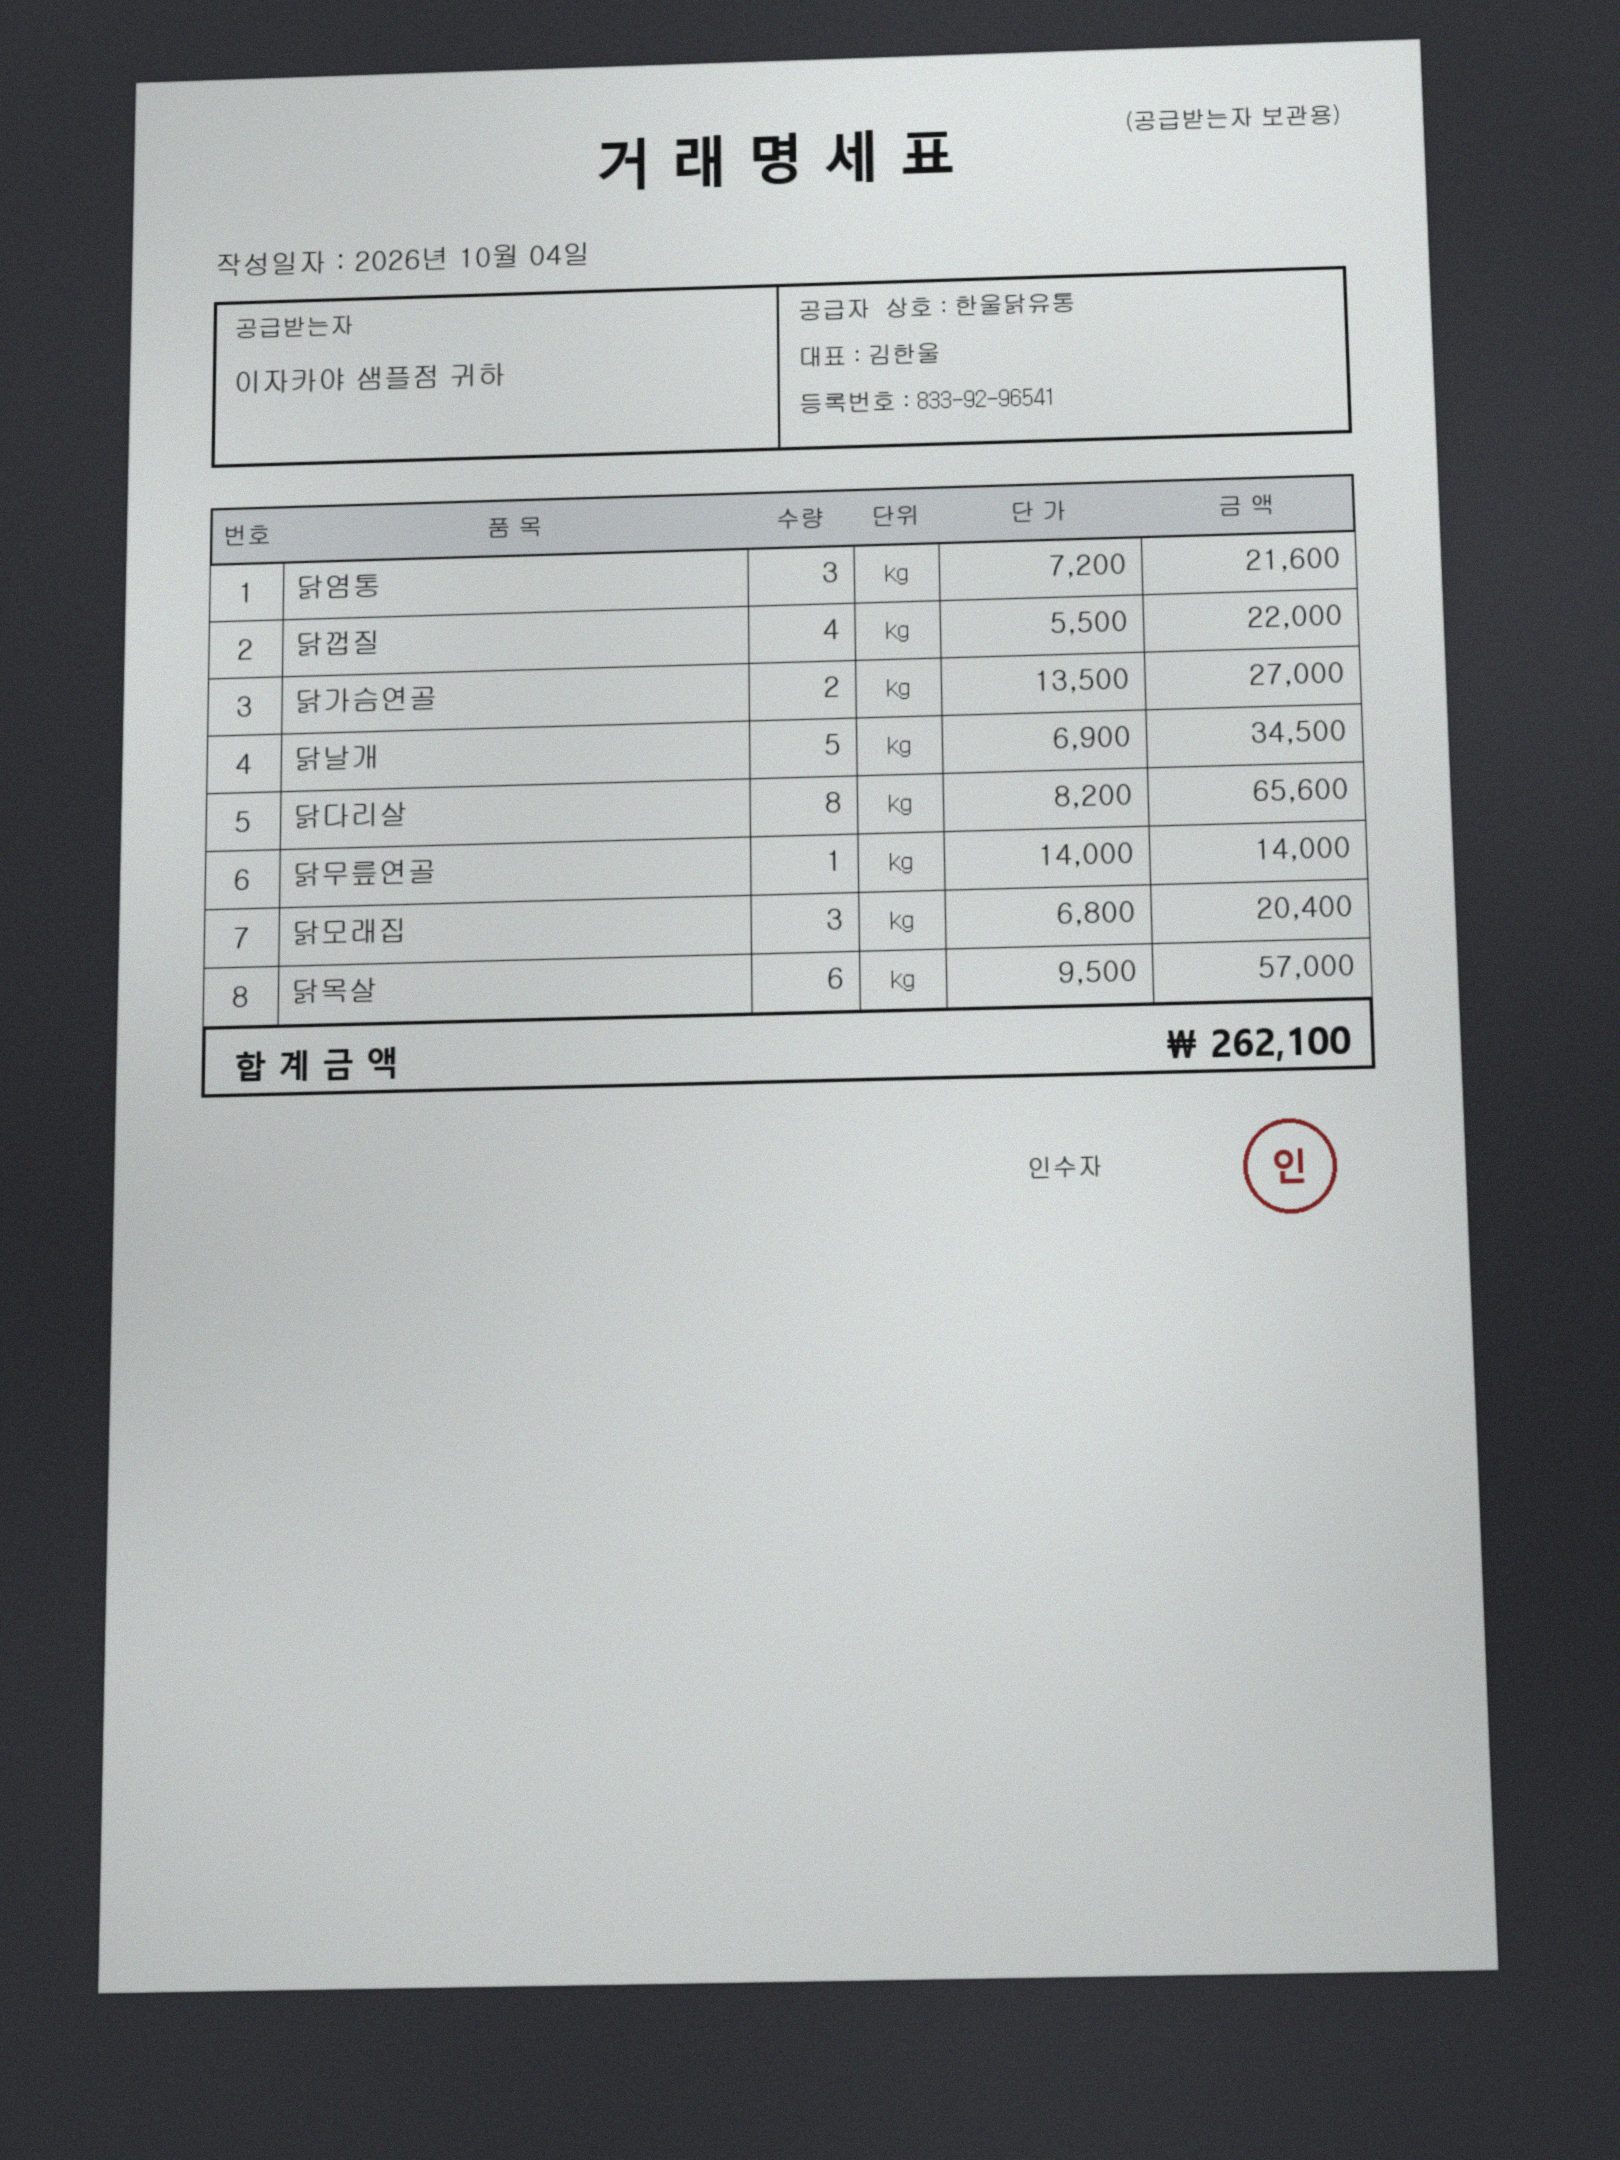 (공급받는자 보관용)
거 래 명 세 표
작성일자 : 2026년 10월 04일
공급받는자
이자카야 샘플점 귀하
공급자 상호 : 한울닭유통
대표 : 김한울
등록번호 : 833-92-96541
번호 품 목 수량 단위 단 가 금 액
1 닭염통 3 kg 7,200 21,600
2 닭껍질 4 kg 5,500 22,000
3 닭가슴연골 2 kg 13,500 27,000
4 닭날개 5 kg 6,900 34,500
5 닭다리살 8 kg 8,200 65,600
6 닭무릎연골 1 kg 14,000 14,000
7 닭모래집 3 kg 6,800 20,400
8 닭목살 6 kg 9,500 57,000
합 계 금 액 ₩ 262,100
인수자 인